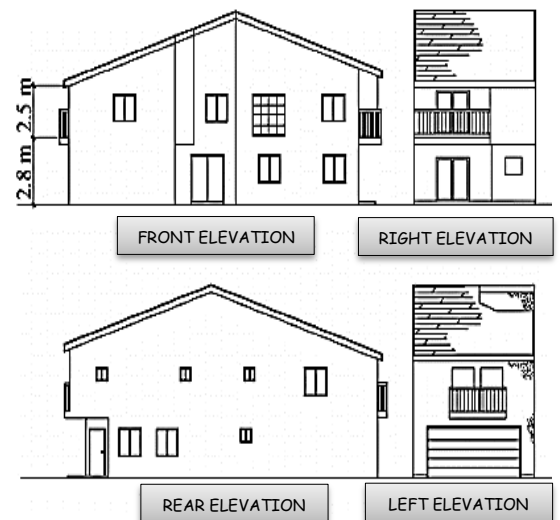 2.5 m
2.8 m
FRONT ELEVATION
RIGHT ELEVATION
REAR ELEVATION
LEFT ELEVATION